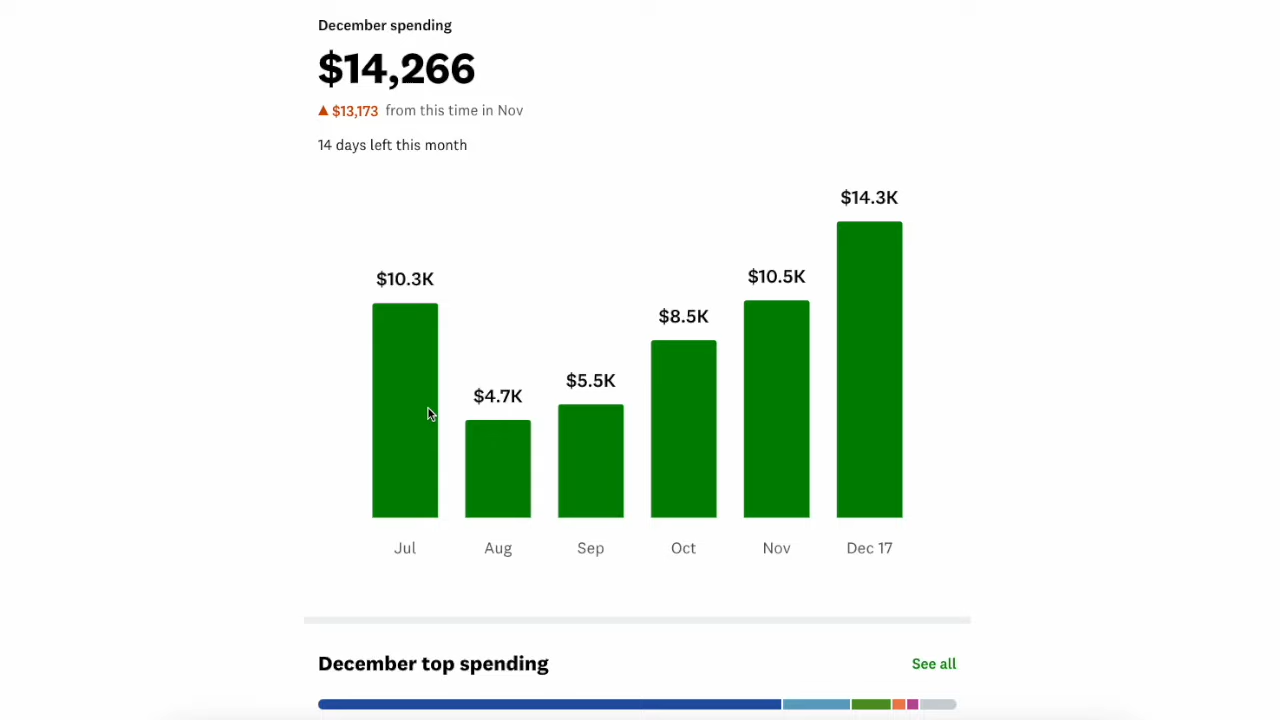 December spending
$14,266
▲ $13,173 from this time in Nov
14 days left this month
$14.3K
$10.3K
$10.5K
$8.5K
$5.5K
$4.7K
Jul Aug Sep Oct Nov Dec 17
December top spending See all